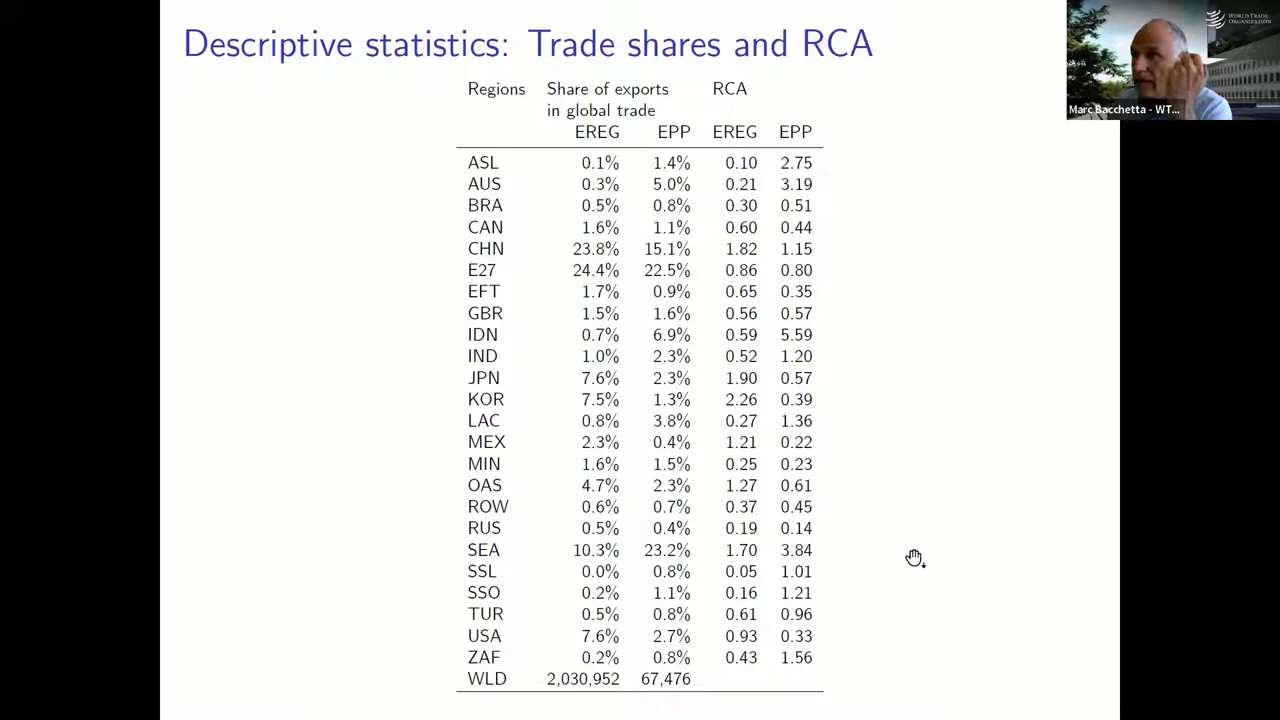 Descriptive statistics: Trade shares and RCA
WORLD TRADE
ORGANIZATION
Marc Bacchetta - WT...
Regions Share of exports RCA
in global trade
EREG EPP EREG EPP
ASL 0.1% 1.4% 0.10 2.75
AUS 0.3% 5.0% 0.21 3.19
BRA 0.5% 0.8% 0.30 0.51
CAN 1.6% 1.1% 0.60 0.44
CHN 23.8% 15.1% 1.82 1.15
E27 24.4% 22.5% 0.86 0.80
EFT 1.7% 0.9% 0.65 0.35
GBR 1.5% 1.6% 0.56 0.57
IDN 0.7% 6.9% 0.59 5.59
IND 1.0% 2.3% 0.52 1.20
JPN 7.6% 2.3% 1.90 0.57
KOR 7.5% 1.3% 2.26 0.39
LAC 0.8% 3.8% 0.27 1.36
MEX 2.3% 0.4% 1.21 0.22
MIN 1.6% 1.5% 0.25 0.23
OAS 4.7% 2.3% 1.27 0.61
ROW 0.6% 0.7% 0.37 0.45
RUS 0.5% 0.4% 0.19 0.14
SEA 10.3% 23.2% 1.70 3.84
SSL 0.0% 0.8% 0.05 1.01
SSO 0.2% 1.1% 0.16 1.21
TUR 0.5% 0.8% 0.61 0.96
USA 7.6% 2.7% 0.93 0.33
ZAF 0.2% 0.8% 0.43 1.56
WLD 2,030,952 67,476